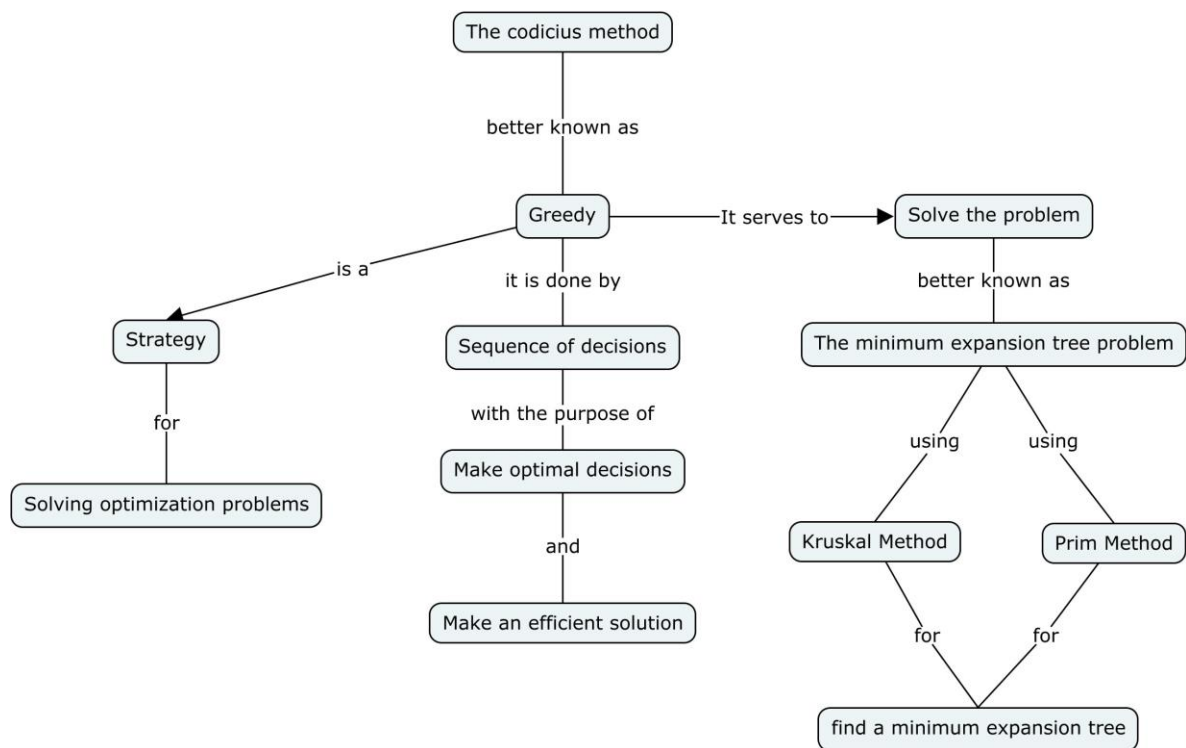 The codicius method
better known as
Greedy
It serves to
Solve the problem
is a
it is done by
better known as
Strategy
Sequence of decisions
The minimum expansion tree problem
for
with the purpose of
using
using
Solving optimization problems
Make optimal decisions
and
Kruskal Method
Prim Method
Make an efficient solution
for
for
find a minimum expansion tree